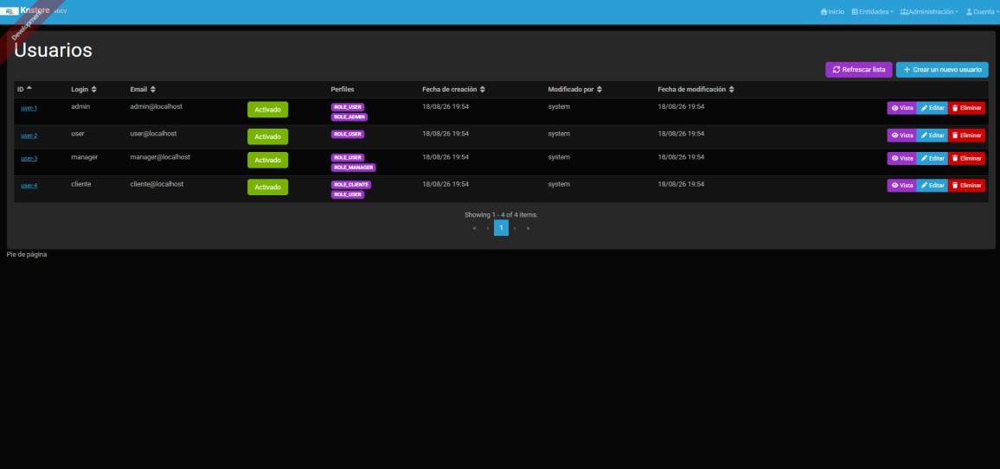 Kristore vDEV Inicio Entidades Administración Cuenta
Development
Usuarios
Refrescar lista Crear un nuevo usuario
ID Login Email Perfiles Fecha de creación Modificado por Fecha de modificación
user-1 admin admin@localhost Activado ROLE_USER 18/08/26 19:54 system 18/08/26 19:54 Vista Editar Eliminar
ROLE_ADMIN
user-2 user user@localhost Activado ROLE_USER 18/08/26 19:54 system 18/08/26 19:54 Vista Editar Eliminar
user-3 manager manager@localhost Activado ROLE_USER 18/08/26 19:54 system 18/08/26 19:54 Vista Editar Eliminar
ROLE_MANAGER
user-4 cliente cliente@localhost Activado ROLE_CLIENTE 18/08/26 19:54 system 18/08/26 19:54 Vista Editar Eliminar
ROLE_USER
Showing 1 - 4 of 4 items.
« ‹ 1 › »
Pie de página